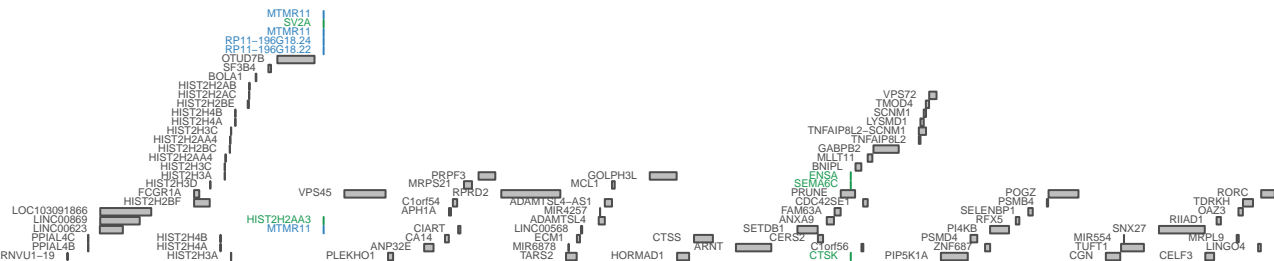 MTMR11
SV2A
MTMR11
RP11−196G18.24
RP11−196G18.22
OTUD7B
SF3B4
BOLA1
HIST2H2AB
HIST2H2AC
HIST2H2BE VPS72
HIST2H4B TMOD4
HIST2H4A SCNM1
HIST2H3C LYSMD1
HIST2H2AA4 TNFAIP8L2−SCNM1
HIST2H2BC TNFAIP8L2
HIST2H2AA4 GABPB2
HIST2H3C MLLT11
HIST2H3A BNIPL
HIST2H3D PRPF3 GOLPH3L ENSA
FCGR1A MRPS21 MCL1 SEMA6C
HIST2H2BF VPS45 RPRD2 PRUNE POGZ RORC
LOC103091866 C1orf54 ADAMTSL4−AS1 CDC42SE1 PSMB4 TDRKH
LINC00869 APH1A MIR4257 FAM63A SELENBP1 OAZ3
LINC00623 HIST2H2AA3 ADAMTSL4 ANXA9 RFX5 RIIAD1
PPIAL4C MTMR11 CIART LINC00568 SETDB1 PI4KB SNX27
PPIAL4B HIST2H4B CA14 ECM1 CTSS CERS2 PSMD4 MIR554 MRPL9
RNVU1−19 HIST2H4A ANP32E MIR6878 ARNT C1orf56 ZNF687 TUFT1 LINGO4
HIST2H3A PLEKHO1 TARS2 HORMAD1 CTSK PIP5K1A CGN CELF3